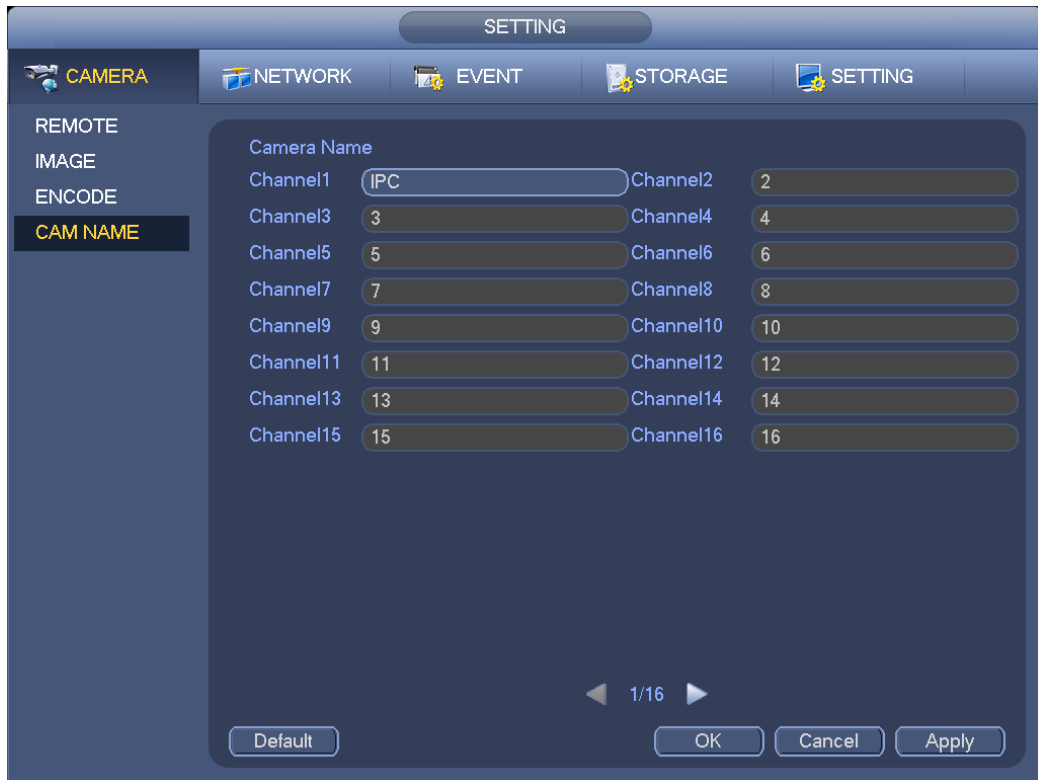 SETTING
CAMERA NETWORK EVENT STORAGE SETTING
REMOTE
IMAGE
ENCODE
CAM NAME
Camera Name
Channel1 IPC Channel2 2
Channel3 3 Channel4 4
Channel5 5 Channel6 6
Channel7 7 Channel8 8
Channel9 9 Channel10 10
Channel11 11 Channel12 12
Channel13 13 Channel14 14
Channel15 15 Channel16 16
1/16
Default OK Cancel Apply